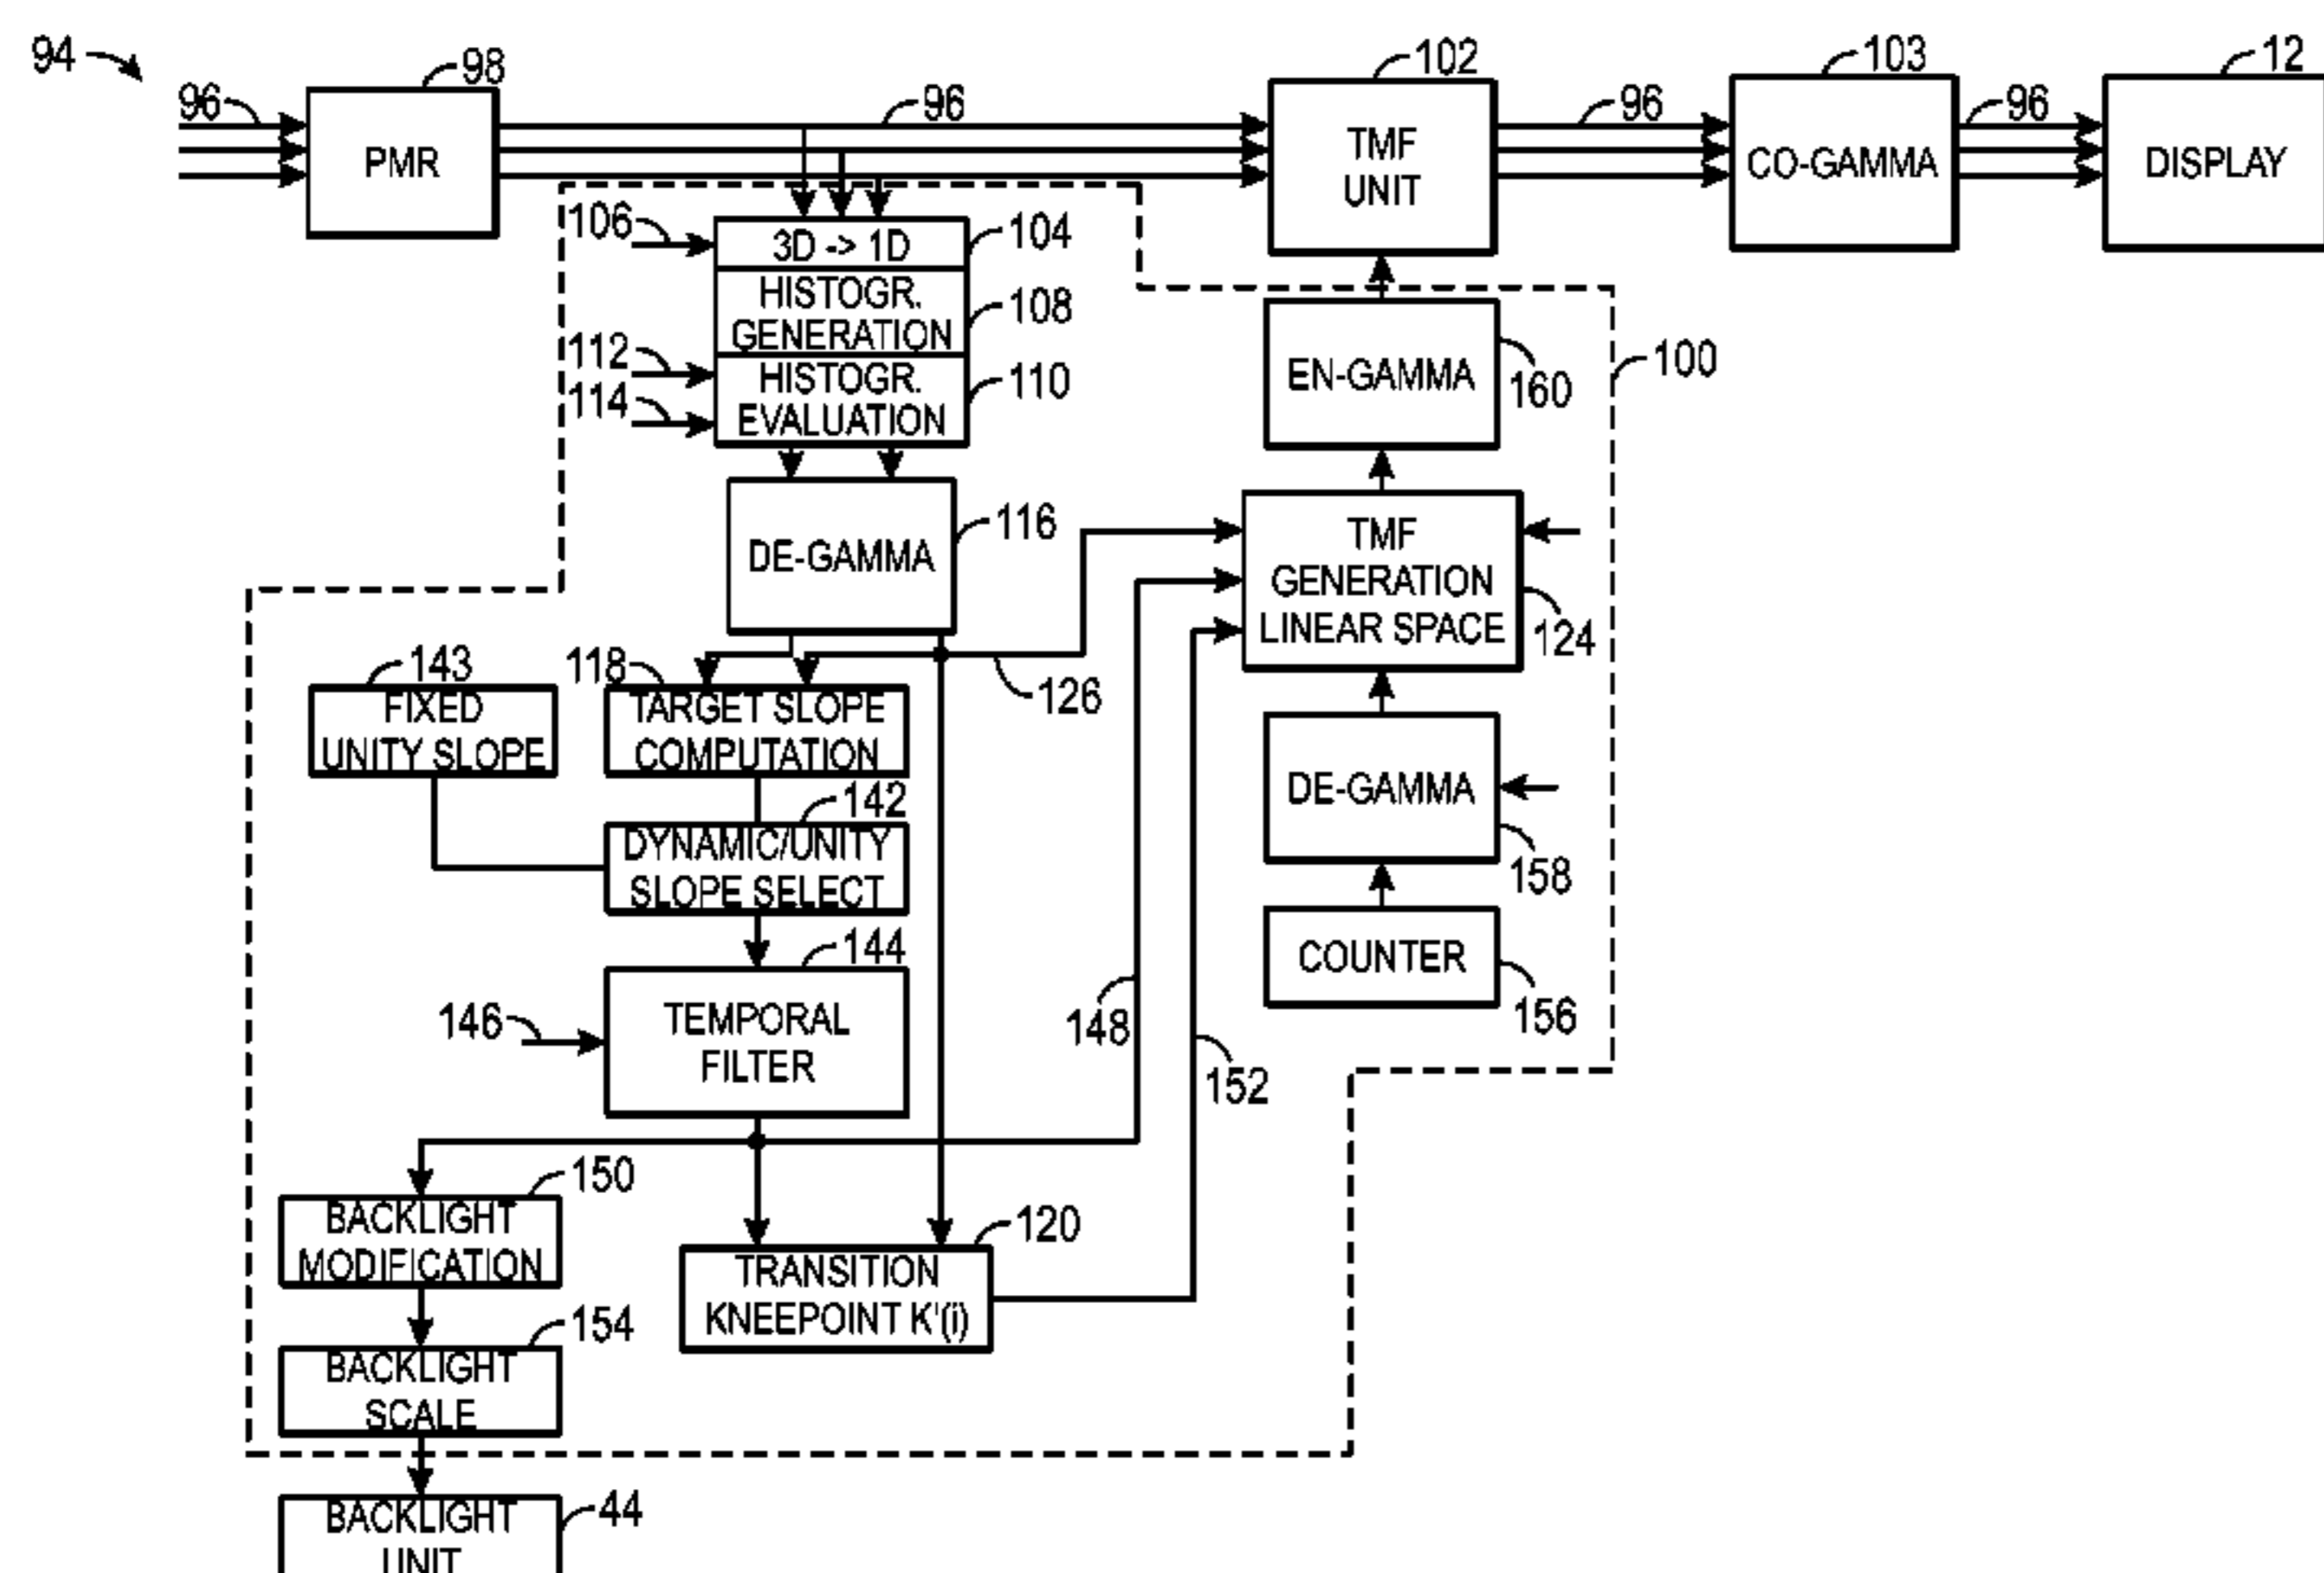 94
96
98
PMR
96
102
TMF
UNIT
96
103
CO-GAMMA
96
12
DISPLAY
106
3D -> 1D
104
HISTOGR.
GENERATION
108
112
114
HISTOGR.
EVALUATION
110
EN-GAMMA
160
100
DE-GAMMA
116
TMF
GENERATION
LINEAR SPACE
124
126
143
FIXED
UNITY SLOPE
118
TARGET SLOPE
COMPUTATION
142
DYNAMIC/UNITY
SLOPE SELECT
DE-GAMMA
158
COUNTER
156
144
146
TEMPORAL
FILTER
148
152
150
BACKLIGHT
MODIFICATION
120
TRANSITION
KNEEPOINT K'(i)
154
BACKLIGHT
SCALE
BACKLIGHT
UNIT
44